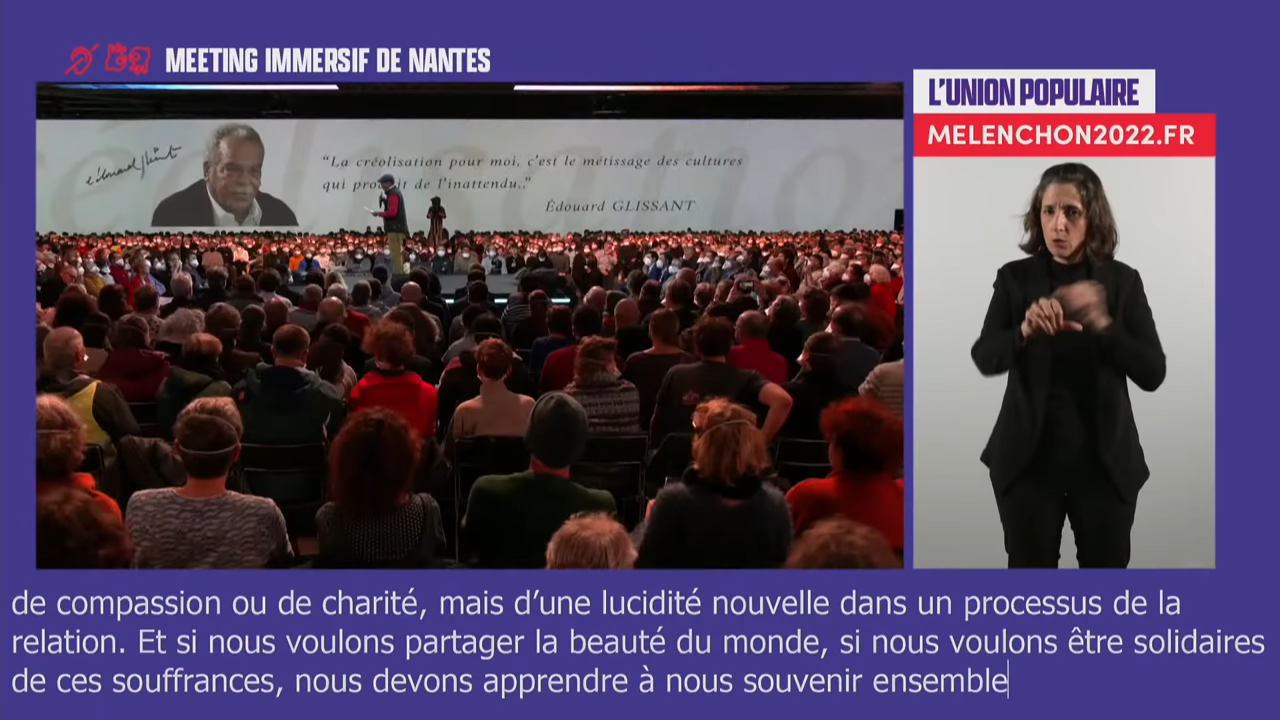 MEETING IMMERSIF DE NANTES
L'UNION POPULAIRE
MELENCHON2022.FR
“La créolisation pour moi, c'est le métissage des cultures
qui produit de l'inattendu..”
Édouard GLISSANT
de compassion ou de charité, mais d’une lucidité nouvelle dans un processus de la
relation. Et si nous voulons partager la beauté du monde, si nous voulons être solidaires
de ces souffrances, nous devons apprendre à nous souvenir ensemble